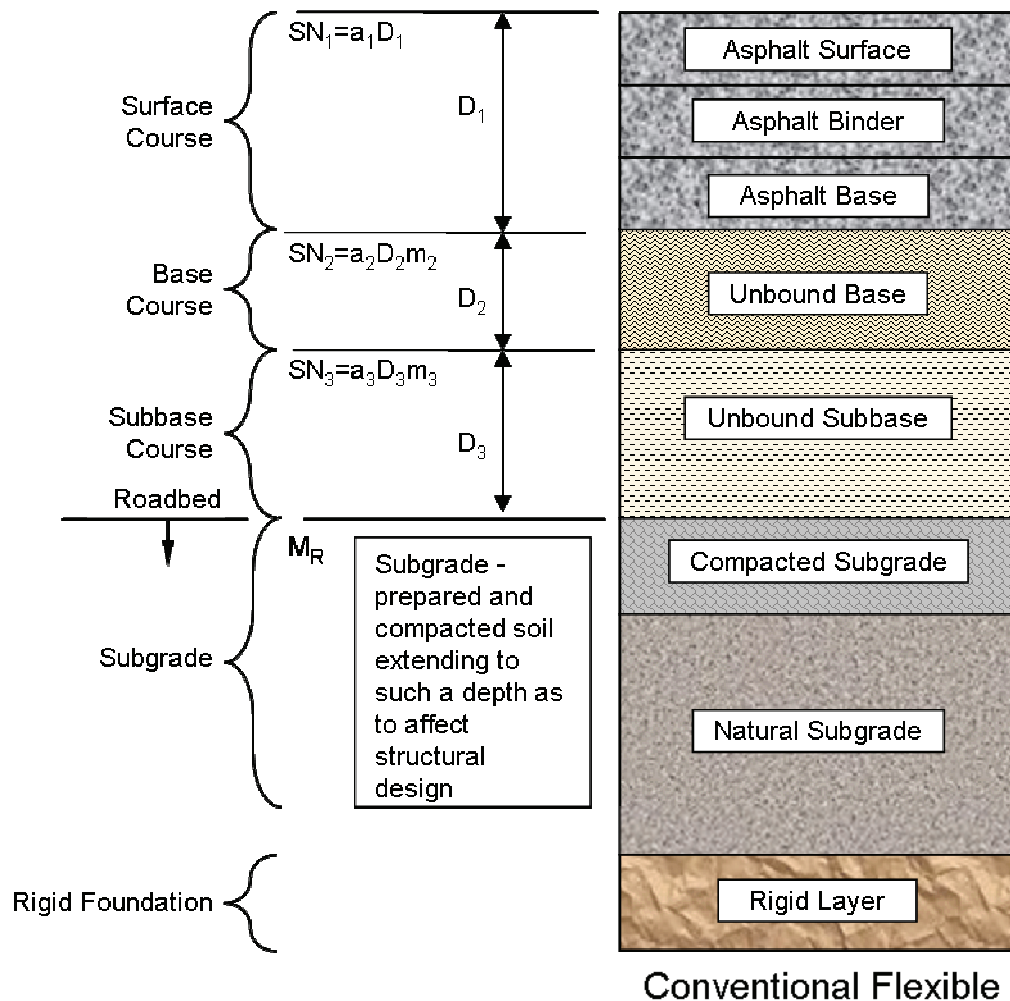 SN₁=a₁D₁
Surface
Course
D₁
Asphalt Surface
Asphalt Binder
Asphalt Base
SN₂=a₂D₂m₂
Base
Course
D₂
Unbound Base
SN₃=a₃D₃m₃
Subbase
Course
D₃
Unbound Subbase
Roadbed
M_R
Subgrade -
prepared and
compacted soil
extending to
such a depth as
to affect
structural
design
Compacted Subgrade
Subgrade
Natural Subgrade
Rigid Foundation
Rigid Layer
Conventional Flexible